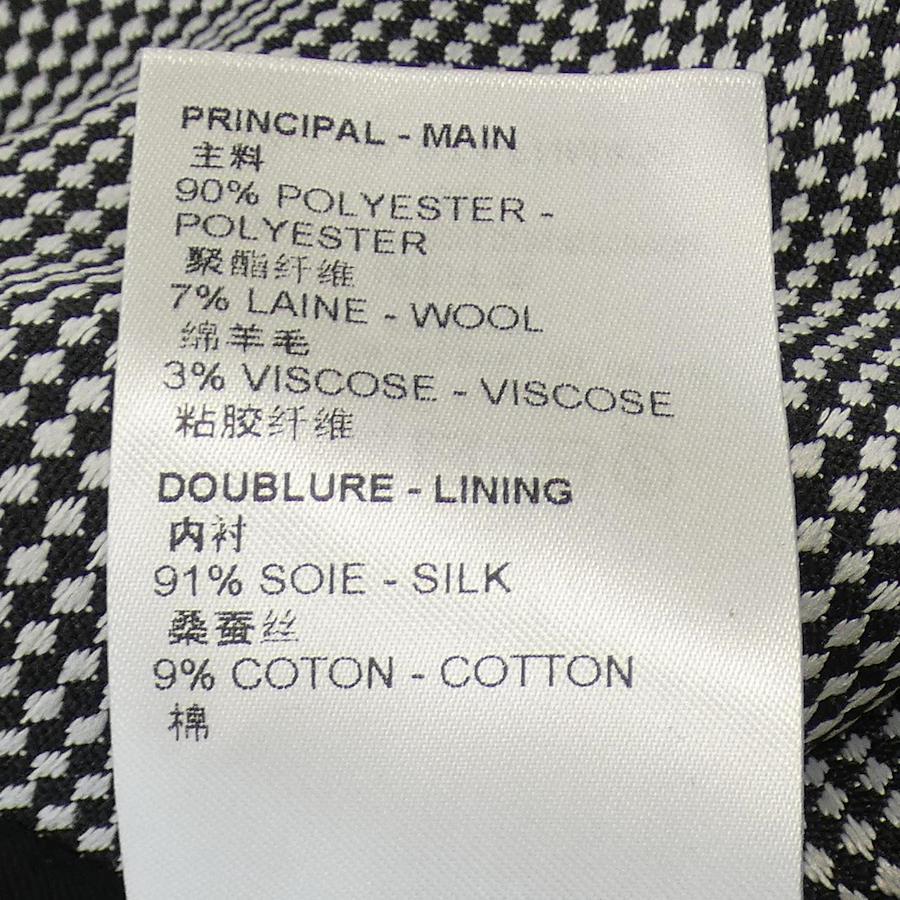 PRINCIPAL - MAIN
主料
90% POLYESTER -
POLYESTER
聚酯纤维
7% LAINE - WOOL
绵羊毛
3% VISCOSE - VISCOSE
粘胶纤维
DOUBLURE - LINING
内衬
91% SOIE - SILK
桑蚕丝
9% COTON - COTTON
棉